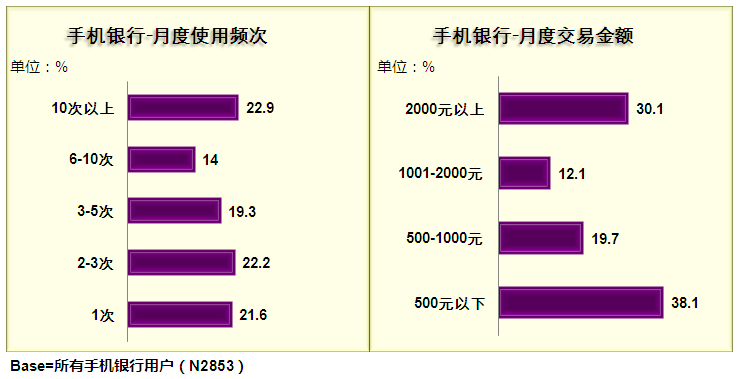 手机银行-月度使用频次
单位：%
10次以上 22.9
6-10次 14
3-5次 19.3
2-3次 22.2
1次 21.6
手机银行-月度交易金额
单位：%
2000元以上 30.1
1001-2000元 12.1
500-1000元 19.7
500元以下 38.1
Base=所有手机银行用户（N2853）